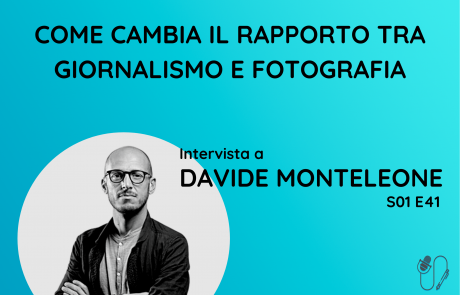 COME CAMBIA IL RAPPORTO TRA
GIORNALISMO E FOTOGRAFIA
Intervista a
DAVIDE MONTELEONE
S01 E41